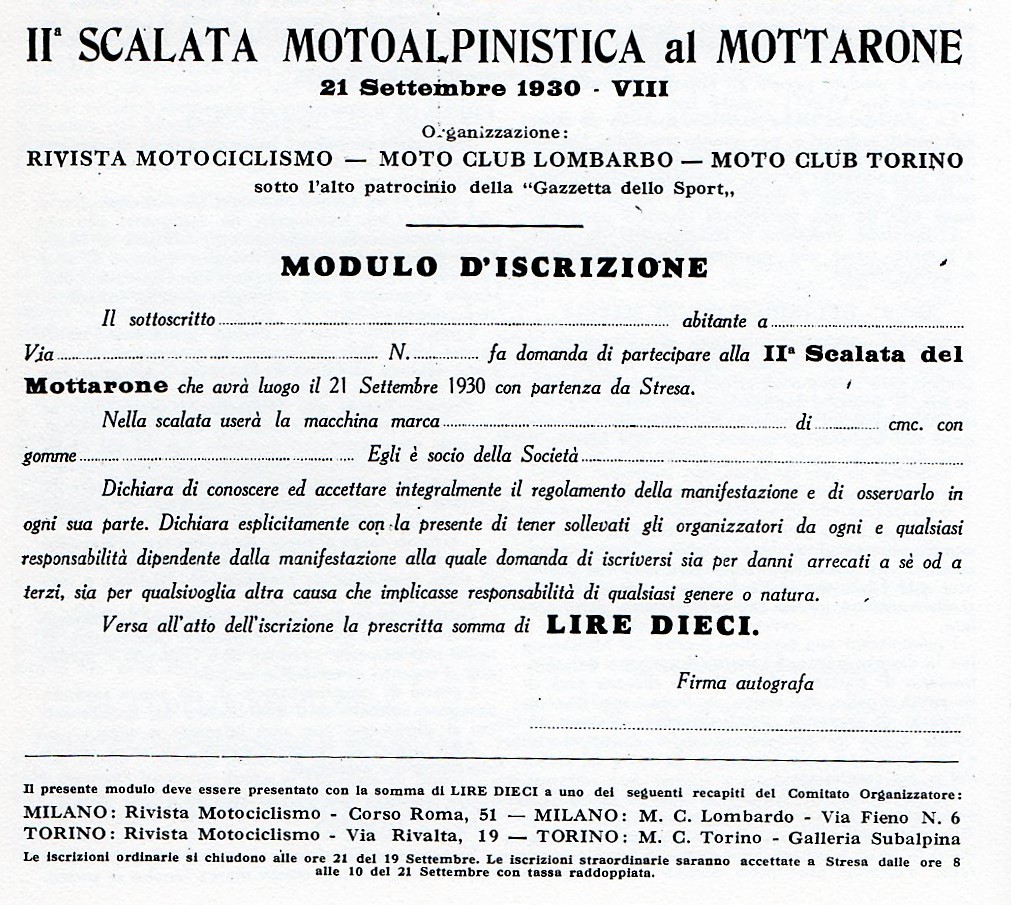 IIª SCALATA MOTOALPINISTICA al MOTTARONE
21 Settembre 1930 - VIII
Organizzazione:
RIVISTA MOTOCICLISMO — MOTO CLUB LOMBARBO — MOTO CLUB TORINO
sotto l'alto patrocinio della “Gazzetta dello Sport„
MODULO D'ISCRIZIONE
Il sottoscritto ........................ abitante a ........................
Via ........................ N. ............ fa domanda di partecipare alla IIª Scalata del
Mottarone che avrà luogo il 21 Settembre 1930 con partenza da Stresa.
Nella scalata userà la macchina marca ........................ di ............ cmc. con
gomme ........................ Egli è socio della Società ........................
Dichiara di conoscere ed accettare integralmente il regolamento della manifestazione e di osservarlo in
ogni sua parte. Dichiara esplicitamente con la presente di tener sollevati gli organizzatori da ogni e qualsiasi
responsabilità dipendente dalla manifestazione alla quale domanda di iscriversi sia per danni arrecati a sè od a
terzi, sia per qualsivoglia altra causa che implicasse responsabilità di qualsiasi genere o natura.
Versa all'atto dell'iscrizione la prescritta somma di LIRE DIECI.
Firma autografa
Il presente modulo deve essere presentato con la somma di LIRE DIECI a uno dei seguenti recapiti del Comitato Organizzatore:
MILANO: Rivista Motociclismo - Corso Roma, 51 — MILANO: M. C. Lombardo - Via Fieno N. 6
TORINO: Rivista Motociclismo - Via Rivalta, 19 — TORINO: M. C. Torino - Galleria Subalpina
Le iscrizioni ordinarie si chiudono alle ore 21 del 19 Settembre. Le iscrizioni straordinarie saranno accettate a Stresa dalle ore 8
alle 10 del 21 Settembre con tassa raddoppiata.